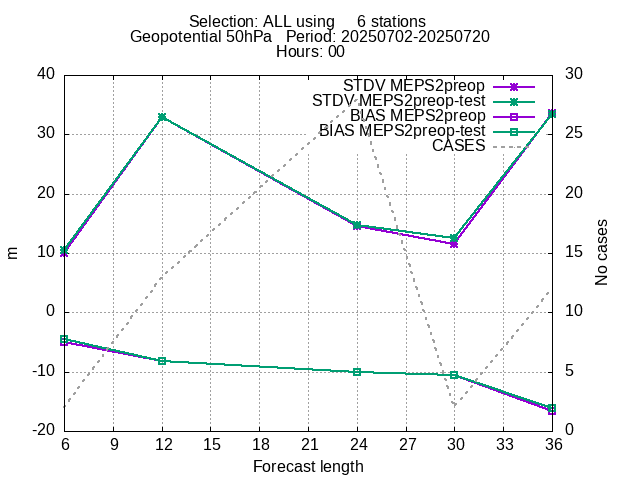 Selection: ALL using 6 stations
Geopotential 50hPa Period: 20250702-20250720
Hours: 00
STDV MEPS2preop
STDV MEPS2preop-test
BIAS MEPS2preop
BIAS MEPS2preop-test
CASES
40
30
20
10
0
-10
-20
m
30
25
20
15
10
5
0
No cases
6 9 12 15 18 21 24 27 30 33 36
Forecast length